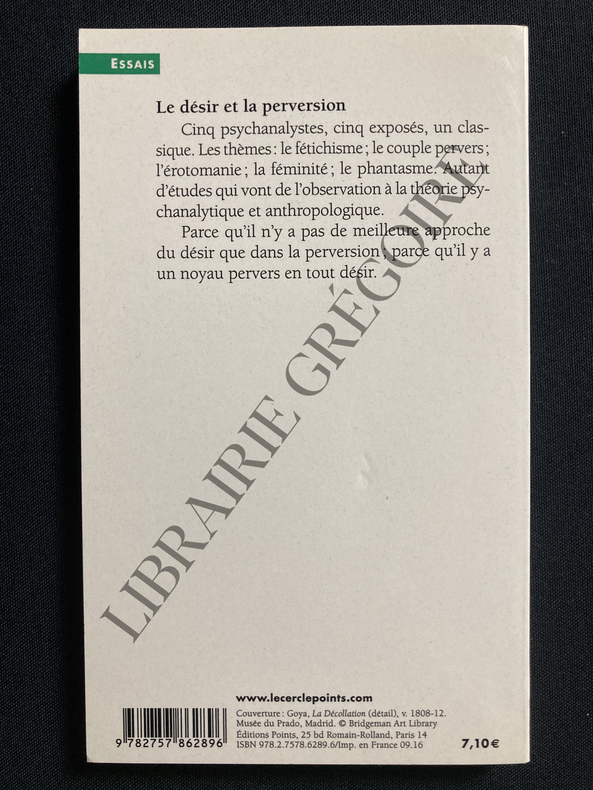 ESSAIS
Le désir et la perversion
Cinq psychanalystes, cinq exposés, un clas-
sique. Les thèmes : le fétichisme ; le couple pervers ;
l'érotomanie ; la féminité ; le phantasme. Autant
d'études qui vont de l'observation à la théorie psy-
chanalytique et anthropologique.
Parce qu'il n'y a pas de meilleure approche
du désir que dans la perversion ; parce qu'il y a
un noyau pervers en tout désir.
LIBRAIRIE GRÉGOIRE
www.lecerclepoints.com
Couverture : Goya, La Décollation (détail), v. 1808-12.
Musée du Prado, Madrid. © Bridgeman Art Library
Éditions Points, 25 bd Romain-Rolland, Paris 14
ISBN 978.2.7578.6289.6/Imp. en France 09.16
7,10€
9 782757 862896